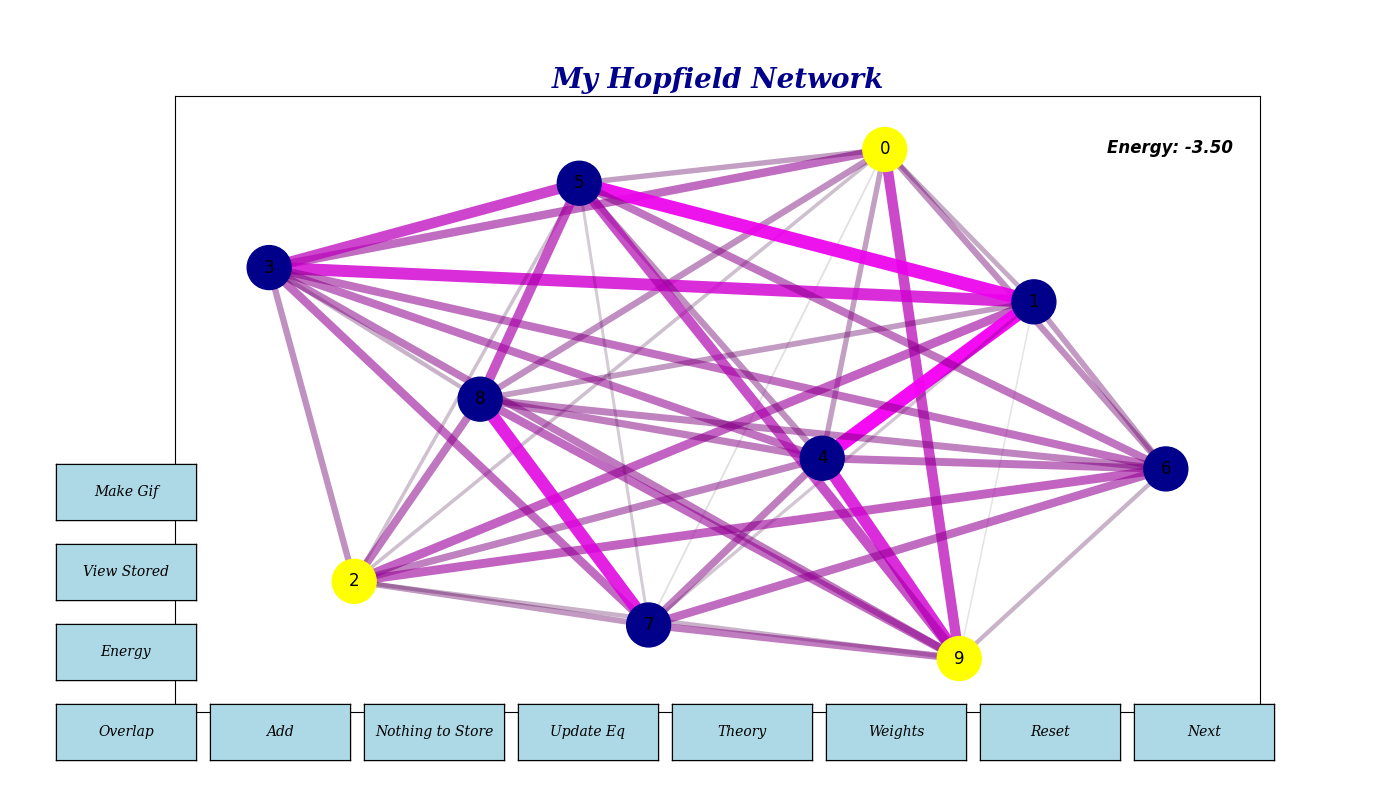 My Hopfield Network
Energy: -3.50
0
5
3
1
8
4
6
2
7
9
Make Gif
View Stored
Energy
Overlap
Add
Nothing to Store
Update Eq
Theory
Weights
Reset
Next